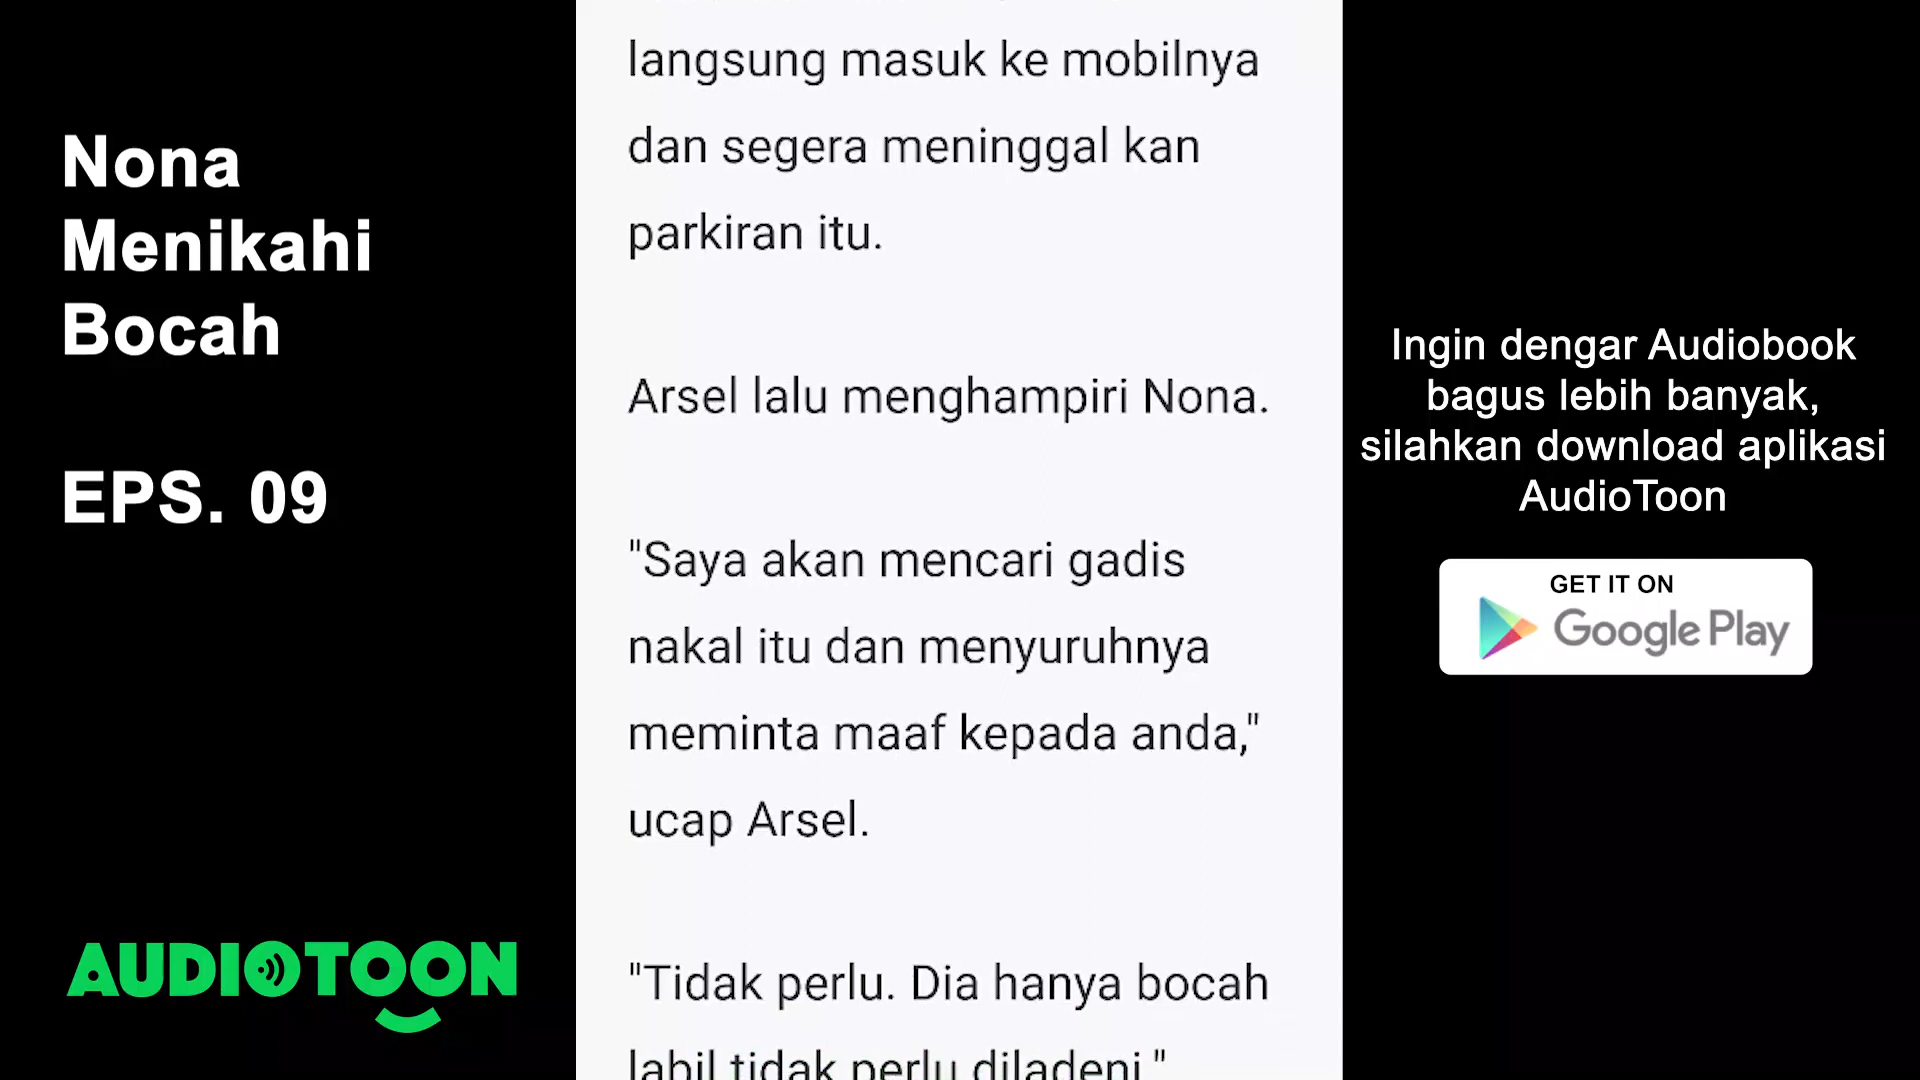 Nona
Menikahi
Bocah
EPS. 09
AUDIOTOON
langsung masuk ke mobilnya
dan segera meninggal kan
parkiran itu.
Arsel lalu menghampiri Nona.
"Saya akan mencari gadis
nakal itu dan menyuruhnya
meminta maaf kepada anda,"
ucap Arsel.
"Tidak perlu. Dia hanya bocah
labil tidak perlu diladeni."
Ingin dengar Audiobook
bagus lebih banyak,
silahkan download aplikasi
AudioToon
GET IT ON
Google Play